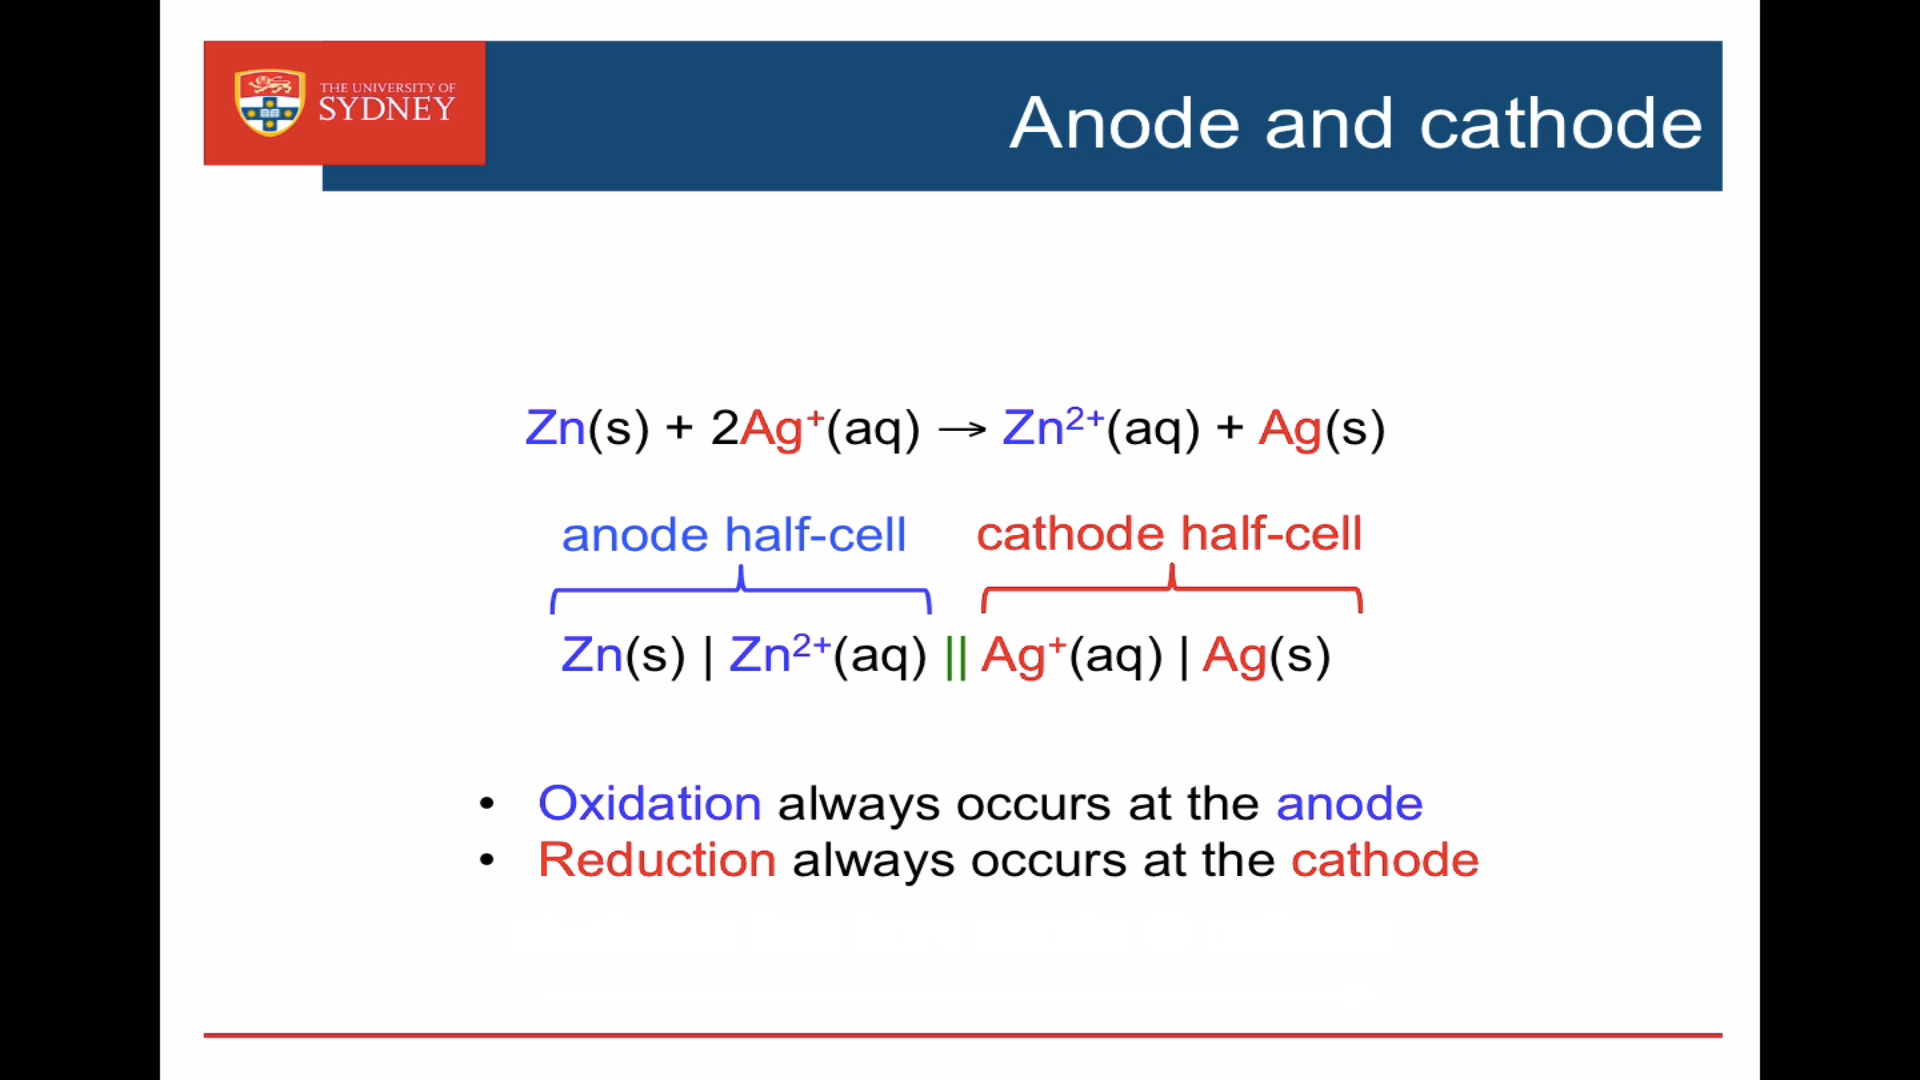 THE UNIVERSITY OF
SYDNEY
Anode and cathode
Zn(s) + 2Ag⁺(aq) → Zn²⁺(aq) + Ag(s)
anode half-cell cathode half-cell
Zn(s) | Zn²⁺(aq) || Ag⁺(aq) | Ag(s)
• Oxidation always occurs at the anode
• Reduction always occurs at the cathode